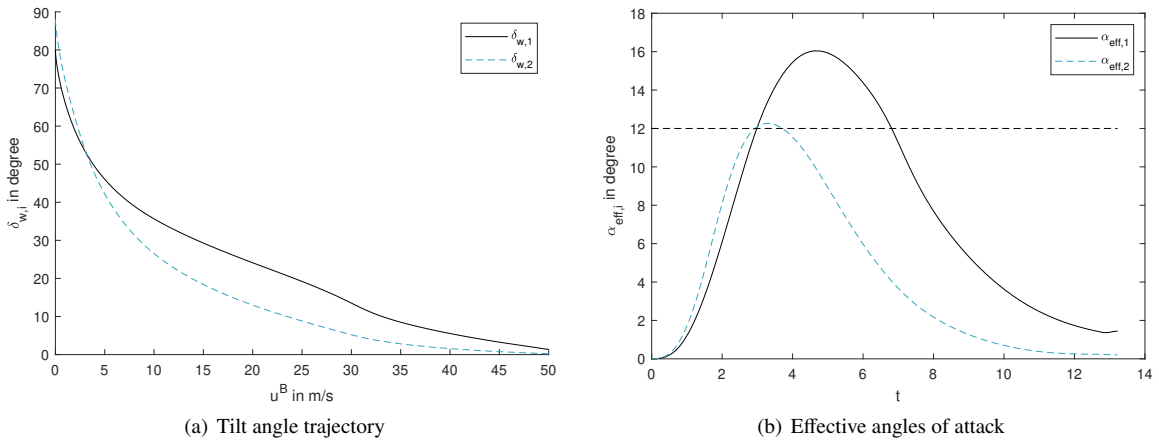 90
80
70
60
50
40
30
20
10
0
δw,i in degree
δw,1
δw,2
0 5 10 15 20 25 30 35 40 45 50
uB in m/s
(a) Tilt angle trajectory
18
16
14
12
10
8
6
4
2
0
αeff,i in degree
αeff,1
αeff,2
0 2 4 6 8 10 12 14
t
(b) Effective angles of attack